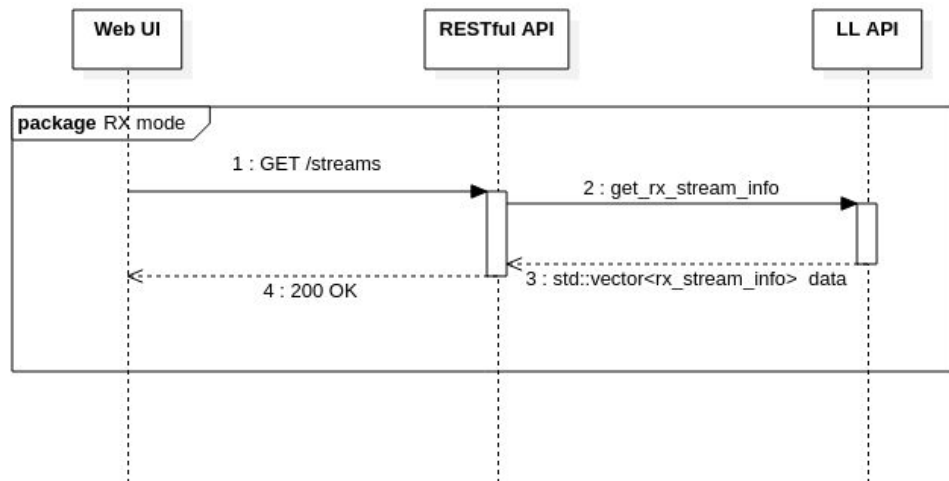 Web UI
RESTful API
LL API
package RX mode
1 : GET /streams
2 : get_rx_stream_info
3 : std::vector<rx_stream_info>  data
4 : 200 OK